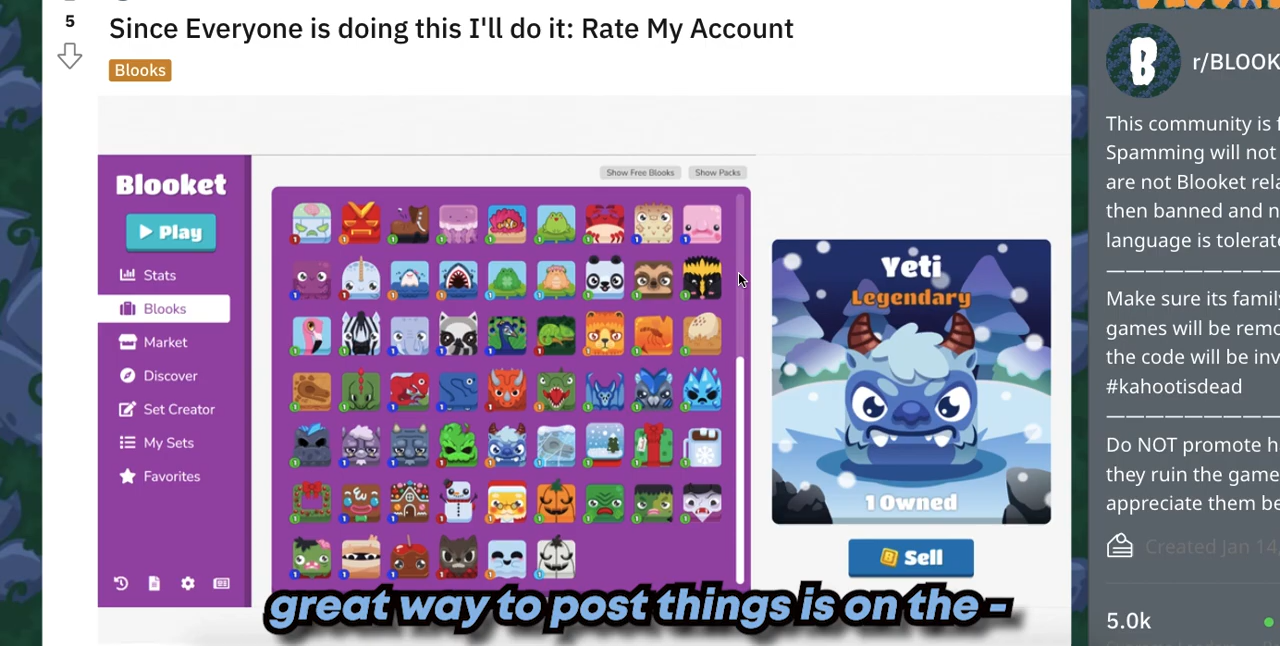 5
Since Everyone is doing this I'll do it: Rate My Account
Blooks
Blooket
Play
Stats
Blooks
Market
Discover
Set Creator
My Sets
Favorites
Show Free Blooks
Show Packs
Yeti
Legendary
1 Owned
Sell
great way to post things is on the -
B
r/BLOOK
This community is f
Spamming will not
are not Blooket rela
then banned and n
language is tolerate
Make sure its family
games will be remo
the code will be inv
#kahootisdead
Do NOT promote h
they ruin the game
appreciate them be
Created Jan 14
5.0k